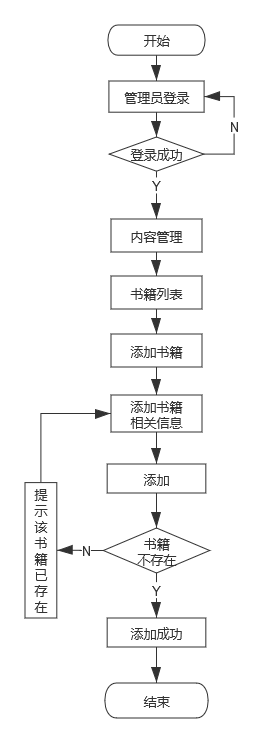 开始
管理员登录
N
登录成功
Y
内容管理
书籍列表
添加书籍
添加书籍
相关信息
添加
提示该书籍已存在
N
书籍
不存在
Y
添加成功
结束